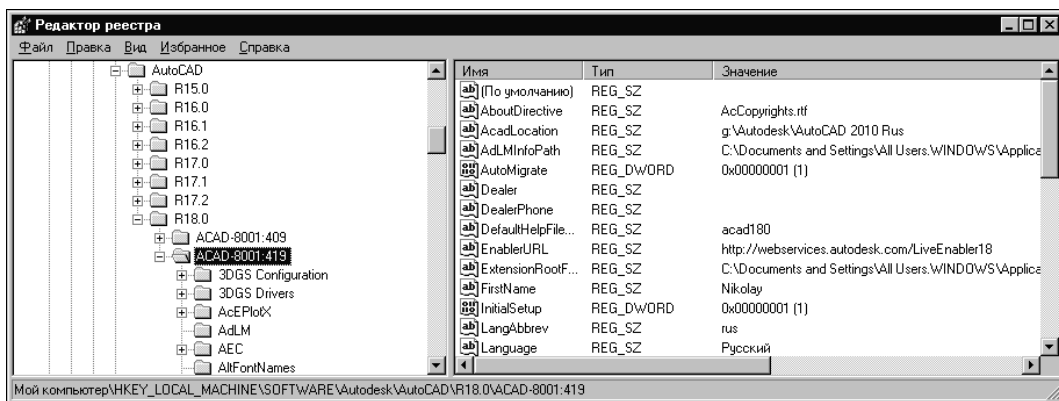 Редактор реестра
Файл Правка Вид Избранное Справка
AutoCAD
R15.0
R16.0
R16.1
R16.2
R17.0
R17.1
R17.2
R18.0
ACAD-8001:409
ACAD-8001:419
3DGS Configuration
3DGS Drivers
AcEPlotX
AdLM
AEC
AltFontNames
Имя Тип Значение
(По умолчанию) REG_SZ
AboutDirective REG_SZ AcCopyrights.rtf
AcadLocation REG_SZ g:\Autodesk\AutoCAD 2010 Rus
AdLMInfoPath REG_SZ C:\Documents and Settings\All Users.WINDOWS\Applica
AutoMigrate REG_DWORD 0x00000001 (1)
Dealer REG_SZ
DealerPhone REG_SZ
DefaultHelpFile... REG_SZ acad180
EnablerURL REG_SZ http://webservices.autodesk.com/LiveEnabler18
ExtensionRootF... REG_SZ C:\Documents and Settings\All Users.WINDOWS\Applica
FirstName REG_SZ Nikolay
InitialSetup REG_DWORD 0x00000001 (1)
LangAbbrev REG_SZ rus
Language REG_SZ Русский
Мой компьютер\HKEY_LOCAL_MACHINE\SOFTWARE\Autodesk\AutoCAD\R18.0\ACAD-8001:419